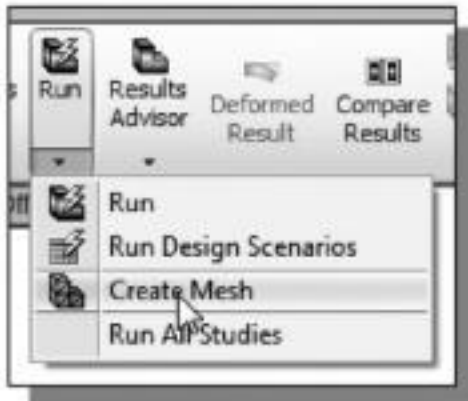 Run
Results
Advisor
Deformed
Result
Compare
Results
Run
Run Design Scenarios
Create Mesh
Run All Studies